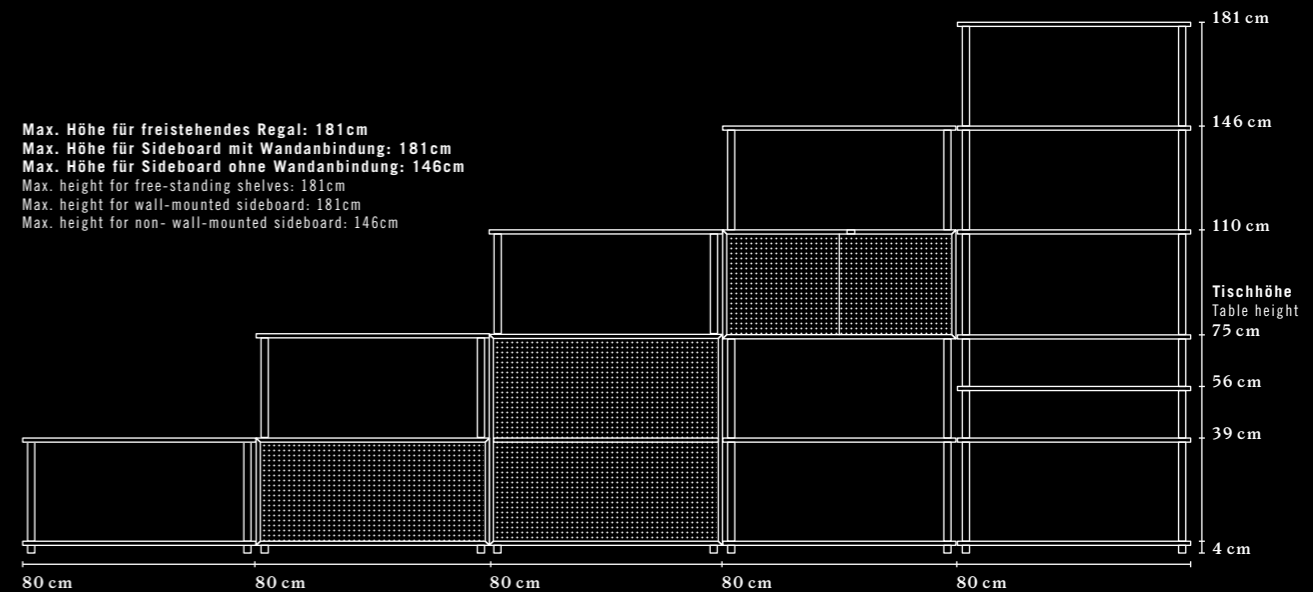 Max. Höhe für freistehendes Regal: 181cm
Max. Höhe für Sideboard mit Wandanbindung: 181cm
Max. Höhe für Sideboard ohne Wandanbindung: 146cm
Max. height for free-standing shelves: 181cm
Max. height for wall-mounted sideboard: 181cm
Max. height for non- wall-mounted sideboard: 146cm
181 cm
146 cm
110 cm
Tischhöhe
Table height
75 cm
56 cm
39 cm
4 cm
80 cm
80 cm
80 cm
80 cm
80 cm